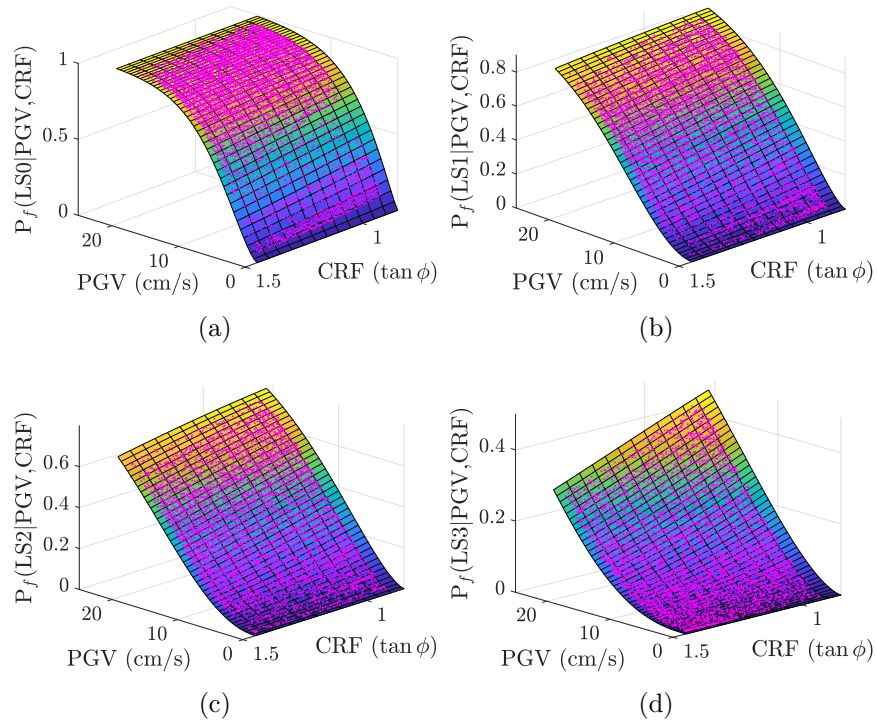 1
0.5
0
P_f(LS0|PGV,CRF)
20
10
0
PGV (cm/s)
1.5
1
CRF (tan ϕ)
(a)
0.8
0.6
0.4
0.2
0
P_f(LS1|PGV,CRF)
20
10
0
PGV (cm/s)
1.5
1
CRF (tan ϕ)
(b)
0.6
0.4
0.2
0
P_f(LS2|PGV,CRF)
20
10
0
PGV (cm/s)
1.5
1
CRF (tan ϕ)
(c)
0.4
0.2
0
P_f(LS3|PGV,CRF)
20
10
0
PGV (cm/s)
1.5
1
CRF (tan ϕ)
(d)